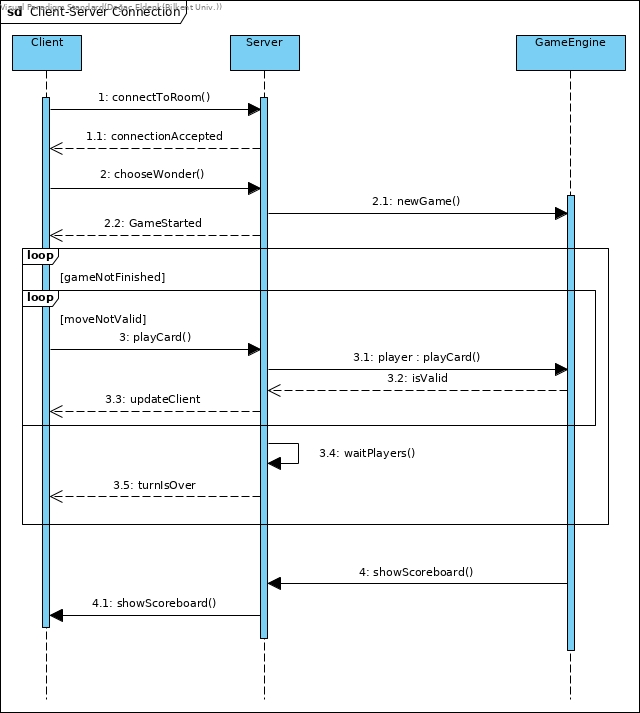 Visual Paradigm Standard(Doğaç Eldenk(Bilkent Univ.))
sd Client-Server Connection
Client
Server
GameEngine
1: connectToRoom()
1.1: connectionAccepted
2: chooseWonder()
2.1: newGame()
2.2: GameStarted
loop
[gameNotFinished]
loop
[moveNotValid]
3: playCard()
3.1: player : playCard()
3.2: isValid
3.3: updateClient
3.4: waitPlayers()
3.5: turnIsOver
4: showScoreboard()
4.1: showScoreboard()